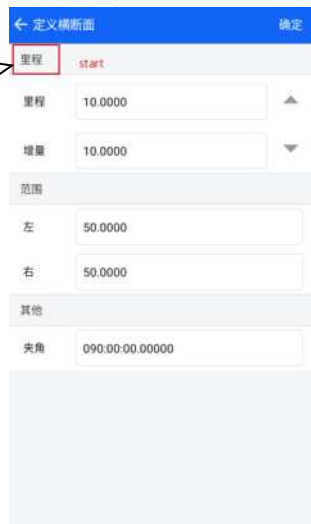 定义横断面 确定
里程 start
里程 10.0000
增量 10.0000
范围
左 50.0000
右 50.0000
其他
夹角 090:00:00.00000